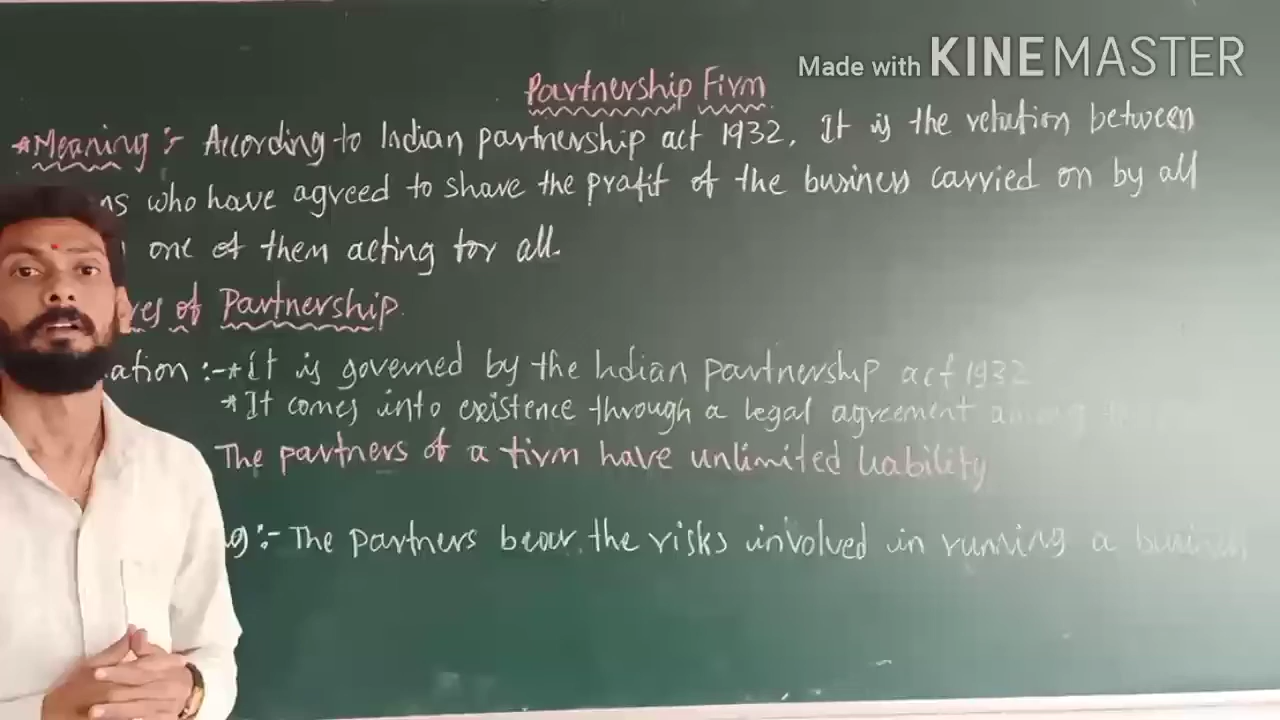 Made with KINEMASTER
Partnership Firm
*Meaning :- According to Indian partnership act 1932, It is the relation between
who have agreed to share the profit of the business carried on by all
one of them acting for all.
of Partnership.
:-*It is governed by the Indian partnership act 1932
*It comes into existence through a legal agreement among
The partners of a firm have unlimited liability
:- The partners bear the risks involved in running a business